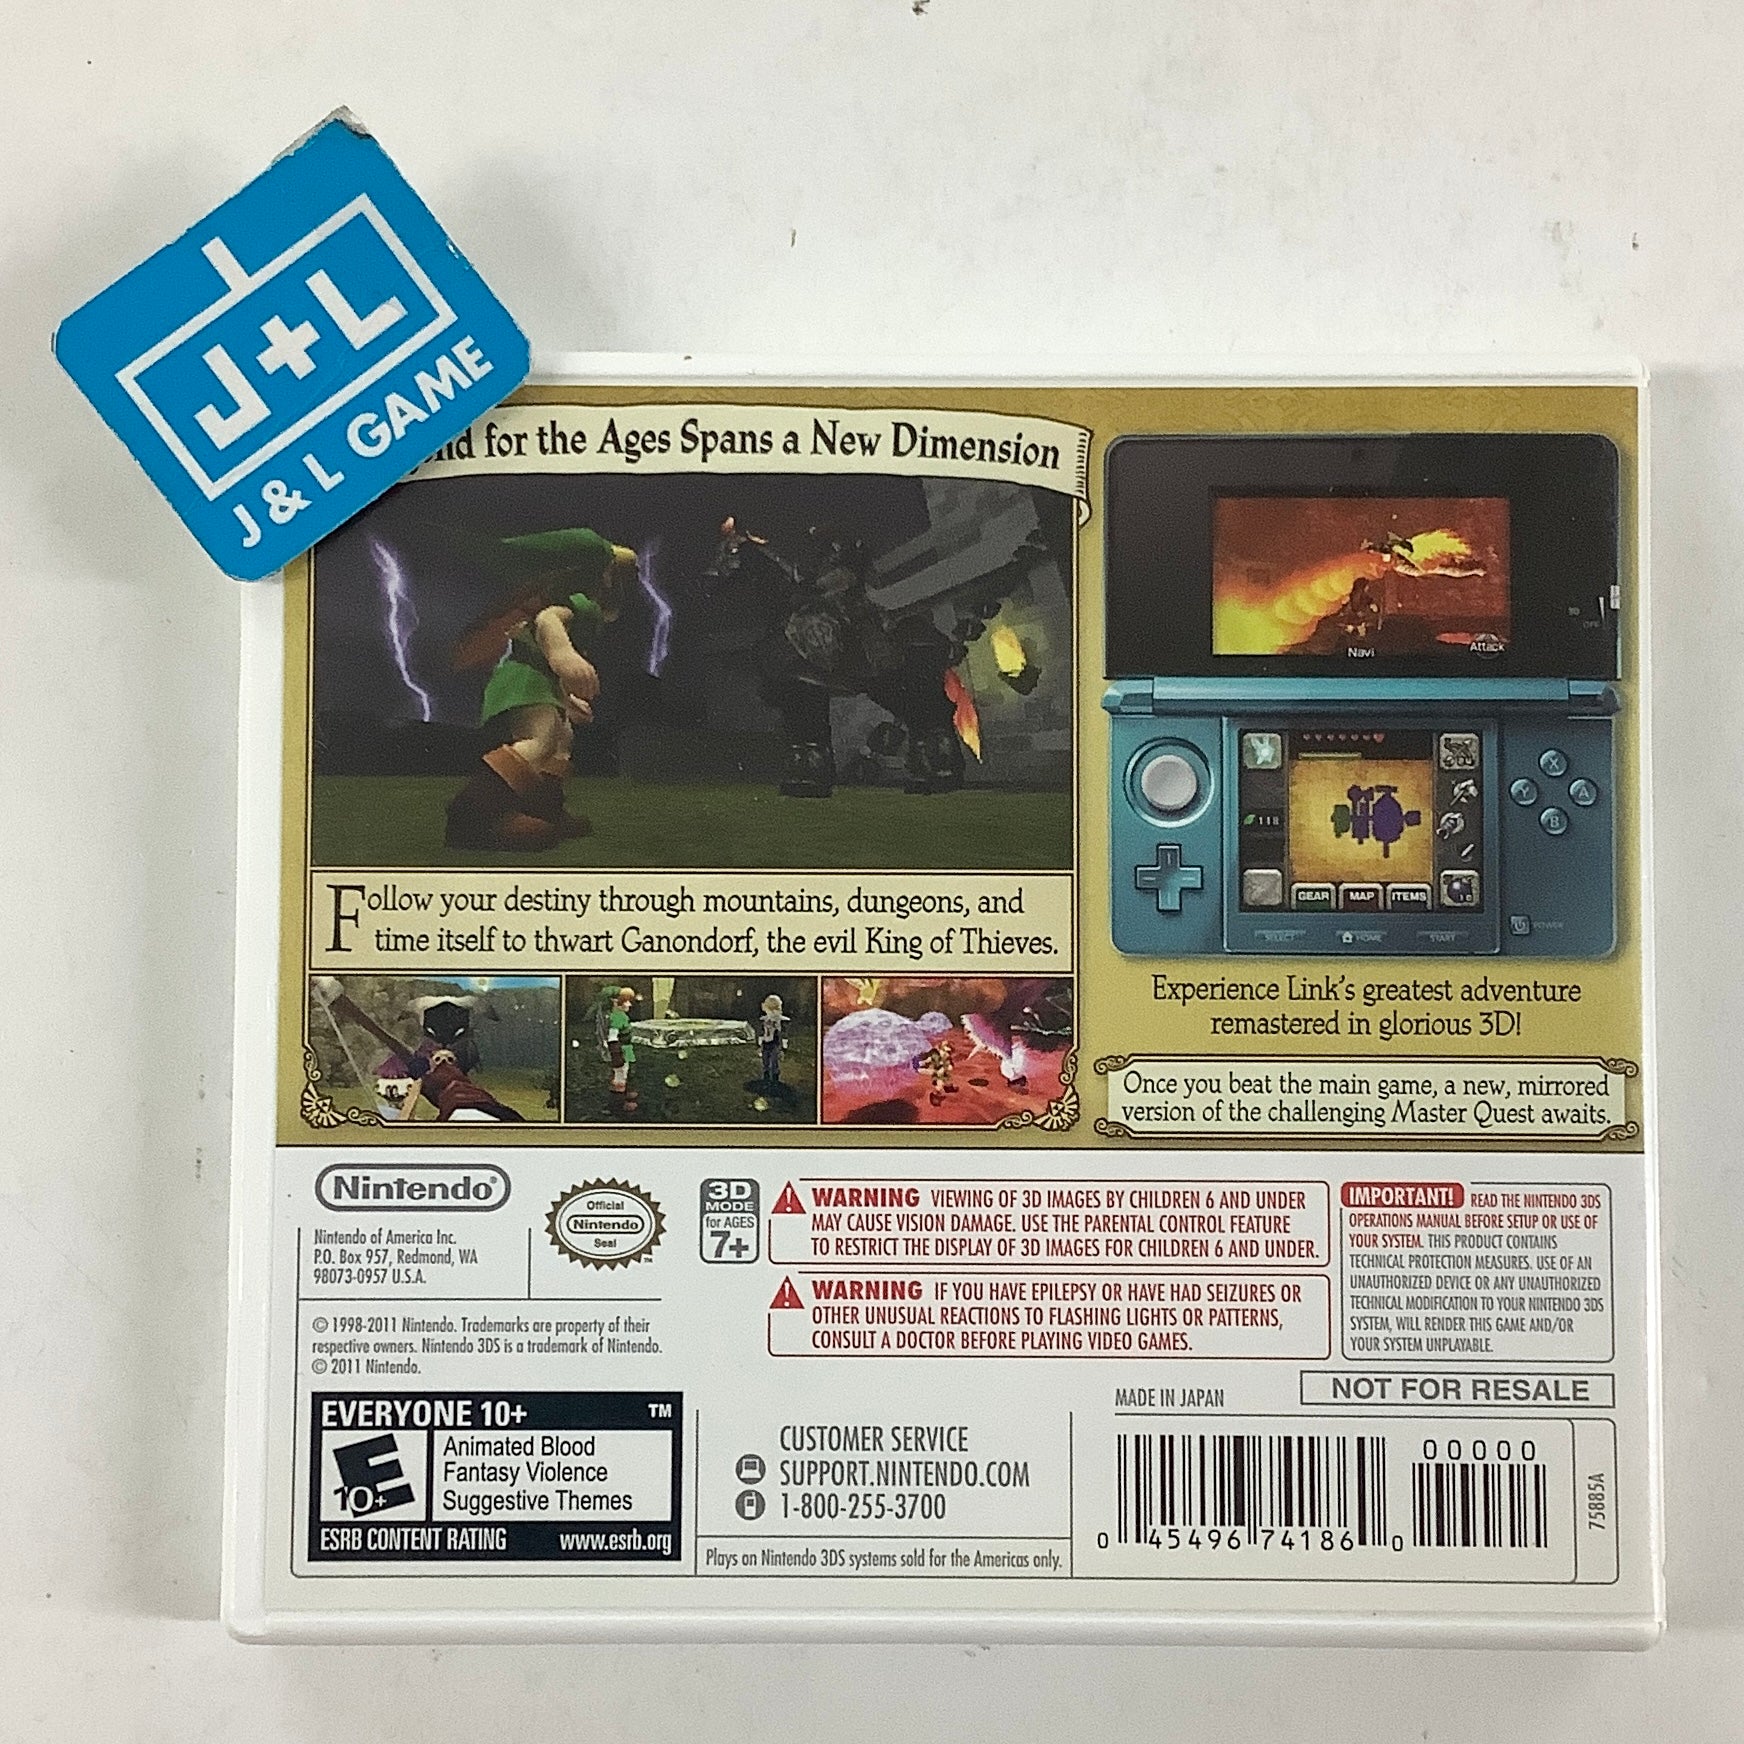 J+L
J & L GAME
for the Ages Spans a New Dimension
Navi
Attack
118
GEAR
MAP
ITEMS
X
Y
A
B
SELECT
HOME
START
POWER
Follow your destiny through mountains, dungeons, and
time itself to thwart Ganondorf, the evil King of Thieves.
Experience Link's greatest adventure
remastered in glorious 3D!
Once you beat the main game, a new, mirrored
version of the challenging Master Quest awaits.
Nintendo®
Nintendo of America Inc.
P.O. Box 957, Redmond, WA
98073-0957 U.S.A.
Official
Nintendo
Seal
™
3D
MODE
for AGES
7+
WARNING VIEWING OF 3D IMAGES BY CHILDREN 6 AND UNDER
MAY CAUSE VISION DAMAGE. USE THE PARENTAL CONTROL FEATURE
TO RESTRICT THE DISPLAY OF 3D IMAGES FOR CHILDREN 6 AND UNDER.
WARNING IF YOU HAVE EPILEPSY OR HAVE HAD SEIZURES OR
OTHER UNUSUAL REACTIONS TO FLASHING LIGHTS OR PATTERNS,
CONSULT A DOCTOR BEFORE PLAYING VIDEO GAMES.
IMPORTANT! READ THE NINTENDO 3DS
OPERATIONS MANUAL BEFORE SETUP OR USE OF
YOUR SYSTEM. THIS PRODUCT CONTAINS
TECHNICAL PROTECTION MEASURES. USE OF AN
UNAUTHORIZED DEVICE OR ANY UNAUTHORIZED
TECHNICAL MODIFICATION TO YOUR NINTENDO 3DS
SYSTEM, WILL RENDER THIS GAME AND/OR
YOUR SYSTEM UNPLAYABLE.
© 1998-2011 Nintendo. Trademarks are property of their
respective owners. Nintendo 3DS is a trademark of Nintendo.
© 2011 Nintendo.
EVERYONE 10+ ™
E
10+
Animated Blood
Fantasy Violence
Suggestive Themes
ESRB CONTENT RATING www.esrb.org
CUSTOMER SERVICE
SUPPORT.NINTENDO.COM
1-800-255-3700
Plays on Nintendo 3DS systems sold for the Americas only.
MADE IN JAPAN
NOT FOR RESALE
00000
0 45496 74186 0
75885A